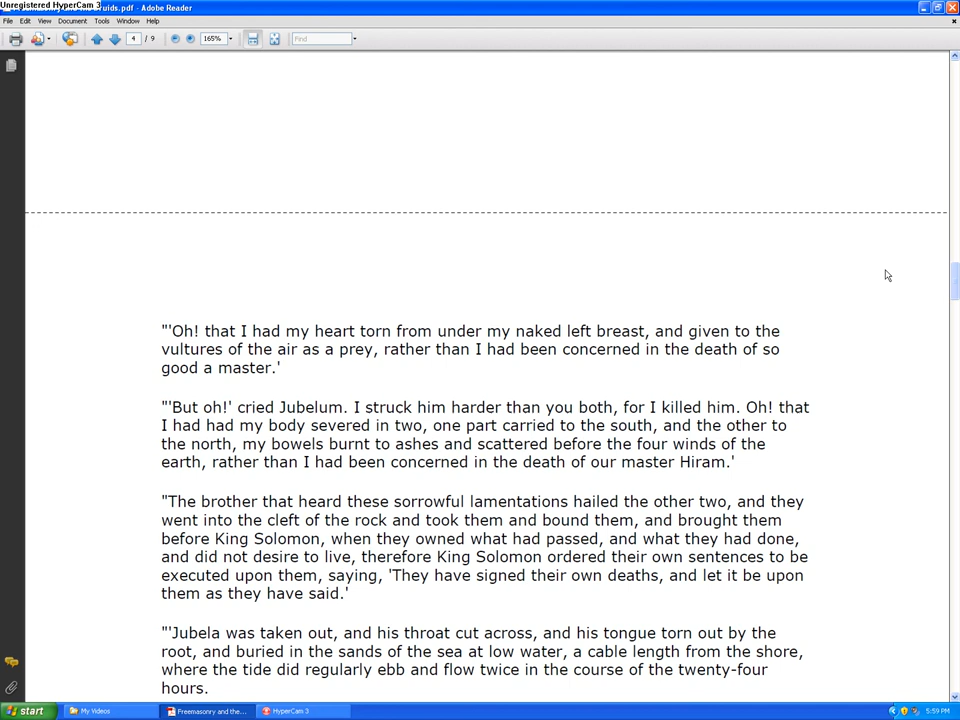 Unregistered HyperCam 3
uids.pdf - Adobe Reader
File Edit View Document Tools Window Help
4 / 9 165% Find
"'Oh! that I had my heart torn from under my naked left breast, and given to the
vultures of the air as a prey, rather than I had been concerned in the death of so
good a master.'
"'But oh!' cried Jubelum. I struck him harder than you both, for I killed him. Oh! that
I had had my body severed in two, one part carried to the south, and the other to
the north, my bowels burnt to ashes and scattered before the four winds of the
earth, rather than I had been concerned in the death of our master Hiram.'
"The brother that heard these sorrowful lamentations hailed the other two, and they
went into the cleft of the rock and took them and bound them, and brought them
before King Solomon, when they owned what had passed, and what they had done,
and did not desire to live, therefore King Solomon ordered their own sentences to be
executed upon them, saying, 'They have signed their own deaths, and let it be upon
them as they have said.'
"'Jubela was taken out, and his throat cut across, and his tongue torn out by the
root, and buried in the sands of the sea at low water, a cable length from the shore,
where the tide did regularly ebb and flow twice in the course of the twenty-four
hours.
start My Videos Freemasonry and the... HyperCam 3 5:59 PM